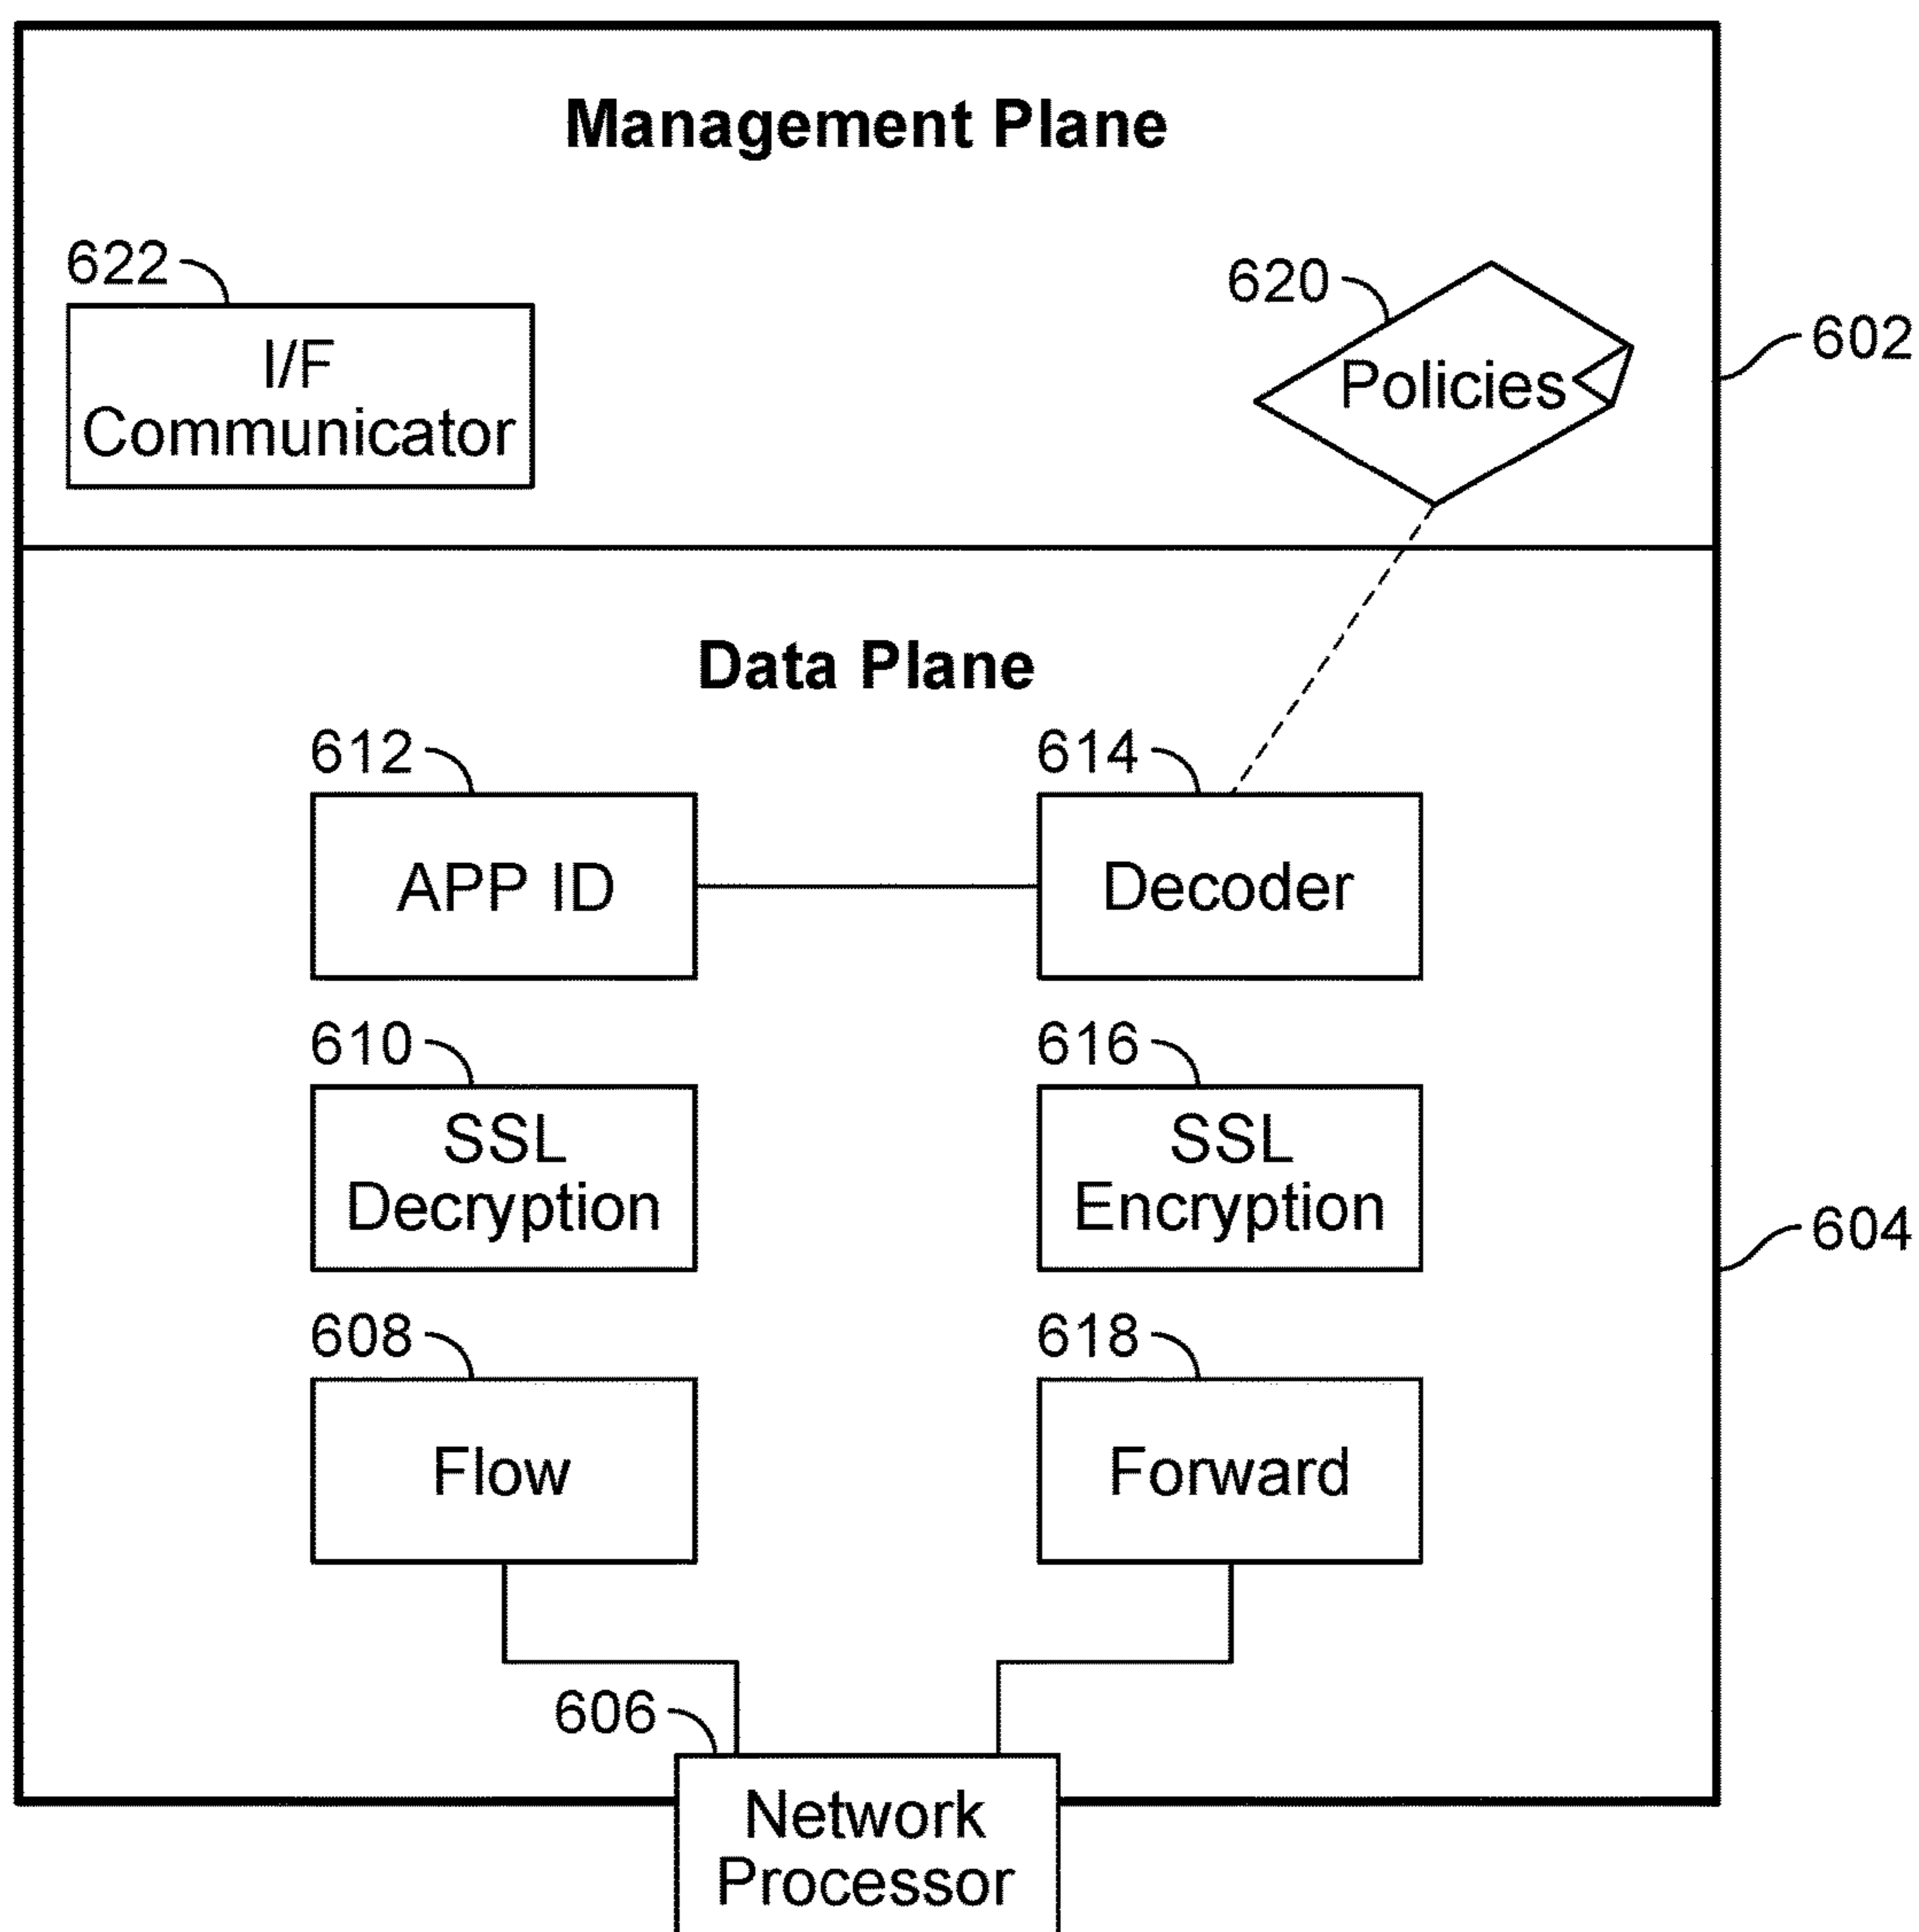 Management Plane
622
I/F
Communicator
620
Policies
602
Data Plane
612
APP ID
614
Decoder
610
SSL
Decryption
616
SSL
Encryption
604
608
Flow
618
Forward
606
Network
Processor